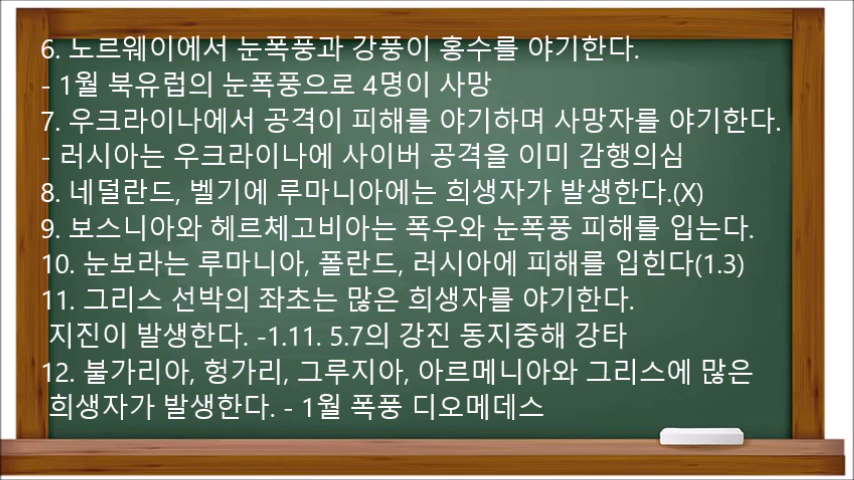 6. 노르웨이에서 눈폭풍과 강풍이 홍수를 야기한다.
- 1월 북유럽의 눈폭풍으로 4명이 사망
7. 우크라이나에서 공격이 피해를 야기하며 사망자를 야기한다.
- 러시아는 우크라이나에 사이버 공격을 이미 감행의심
8. 네덜란드, 벨기에 루마니아에는 희생자가 발생한다.(X)
9. 보스니아와 헤르체고비아는 폭우와 눈폭풍 피해를 입는다.
10. 눈보라는 루마니아, 폴란드, 러시아에 피해를 입힌다(1.3)
11. 그리스 선박의 좌초는 많은 희생자를 야기한다.
지진이 발생한다. -1.11. 5.7의 강진 동지중해 강타
12. 불가리아, 헝가리, 그루지아, 아르메니아와 그리스에 많은
희생자가 발생한다. - 1월 폭풍 디오메데스